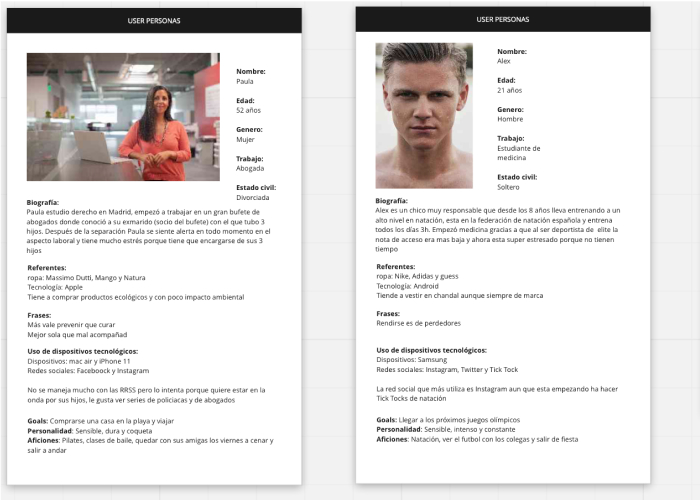 USER PERSONAS
Nombre:
Paula
Edad:
52 años
Genero:
Mujer
Trabajo:
Abogada
Estado civil:
Divorciada
Biografía:
Paula estudio derecho en Madrid, empezó a trabajar en un gran bufete de
abogados donde conoció a su exmarido (socio del bufete) con el que tubo 3
hijos. Después de la separación Paula se siente alerta en todo momento en el
aspecto laboral y tiene mucho estrés porque tiene que encargarse de sus 3
hijos
Referentes:
ropa: Massimo Dutti, Mango y Natura
Tecnología: Apple
Tiene a comprar productos ecológicos y con poco impacto ambiental
Frases:
Más vale prevenir que curar
Mejor sola que mal acompañad
Uso de dispositivos tecnológicos:
Dispositivos: mac air y iPhone 11
Redes sociales: Faceboock y Instagram
No se maneja mucho con las RRSS pero lo intenta porque quiere estar en la
onda por sus hijos, le gusta ver series de policiacas y de abogados
Goals: Comprarse una casa en la playa y viajar
Personalidad: Sensible, dura y coqueta
Aficiones: Pilates, clases de baile, quedar con sus amigas los viernes a cenar y
salir a andar
USER PERSONAS
Nombre:
Alex
Edad:
21 años
Genero:
Hombre
Trabajo:
Estudiante de
medicina
Estado civil:
Soltero
Biografía:
Alex es un chico muy responsable que desde los 8 años lleva entrenando a un
alto nivel en natación, esta en la federación de natación española y entrena
todos los días 3h. Empezó medicina gracias a que al ser deportista de elite la
nota de acceso era mas baja y ahora esta super estresado porque no tienen
tiempo
Referentes:
ropa: Nike, Adidas y guess
Tecnología: Android
Tiende a vestir en chandal aunque siempre de marca
Frases:
Rendirse es de perdedores
Uso de dispositivos tecnológicos:
Dispositivos: Samsung
Redes sociales: Instagram, Twitter y Tick Tock
La red social que más utiliza es Instagram aun que esta empezando ha hacer
Tick Tocks de natación
Goals: Llegar a los próximos juegos olímpicos
Personalidad: Sensible, intenso y constante
Aficiones: Natación, ver el futbol con los colegas y salir de fiesta